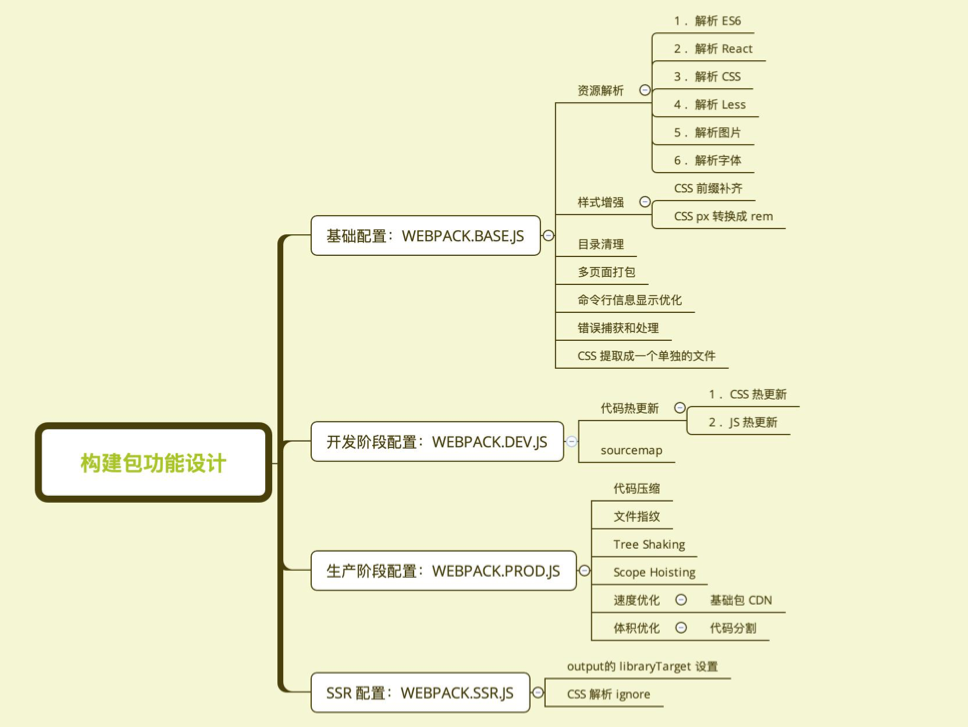 构建包功能设计
基础配置：WEBPACK.BASE.JS
资源解析
1． 解析 ES6
2． 解析 React
3． 解析 CSS
4． 解析 Less
5． 解析图片
6． 解析字体
样式增强
CSS 前缀补齐
CSS px 转换成 rem
目录清理
多页面打包
命令行信息显示优化
错误捕获和处理
CSS 提取成一个单独的文件
开发阶段配置：WEBPACK.DEV.JS
代码热更新
1． CSS 热更新
2． JS 热更新
sourcemap
生产阶段配置：WEBPACK.PROD.JS
代码压缩
文件指纹
Tree Shaking
Scope Hoisting
速度优化
基础包 CDN
体积优化
代码分割
SSR 配置：WEBPACK.SSR.JS
output的 libraryTarget 设置
CSS 解析 ignore